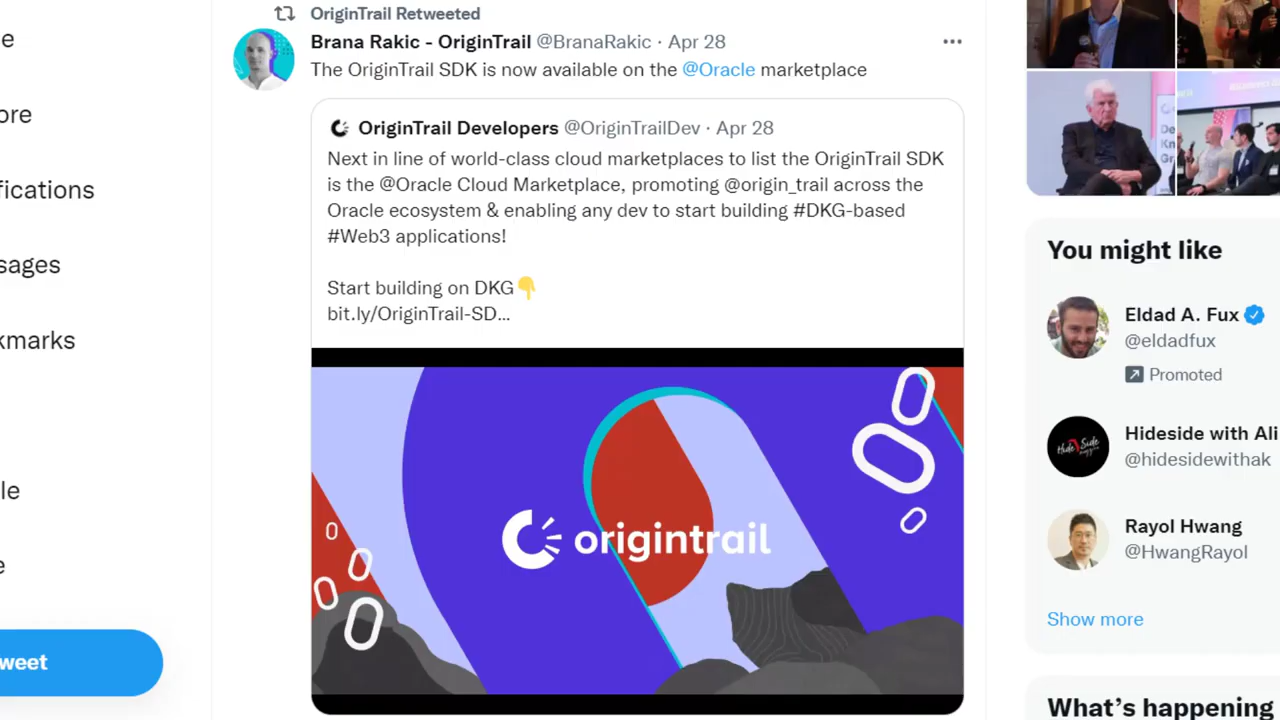 OriginTrail Retweeted
Brana Rakic - OriginTrail @BranaRakic · Apr 28
The OriginTrail SDK is now available on the @Oracle marketplace
OriginTrail Developers @OriginTrailDev · Apr 28
Next in line of world-class cloud marketplaces to list the OriginTrail SDK
is the @Oracle Cloud Marketplace, promoting @origin_trail across the
Oracle ecosystem & enabling any dev to start building #DKG-based
#Web3 applications!
Start building on DKG👇
bit.ly/OriginTrail-SD...
origintrail
e
ore
fications
sages
kmarks
le
e
weet
You might like
Eldad A. Fux
@eldadfux
Promoted
Hideside with Ali
@hidesidewithak
Rayol Hwang
@HwangRayol
Show more
What's happening